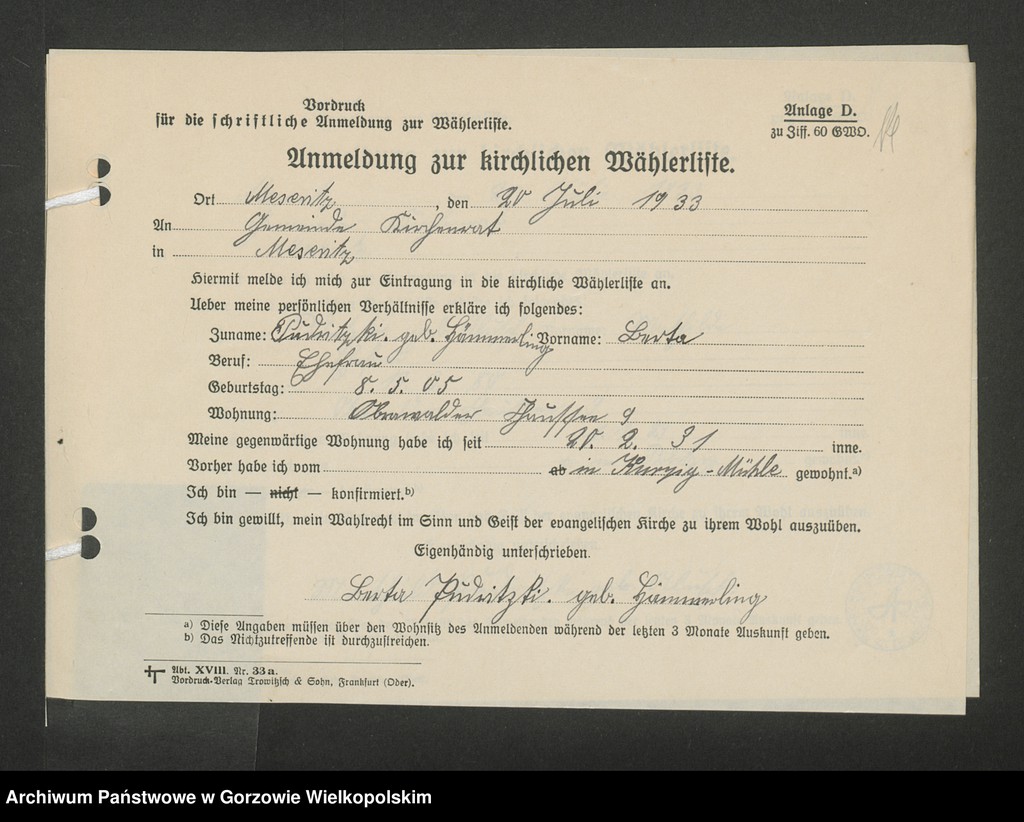 Vordruck
für die schriftliche Anmeldung zur Wählerliste.
Anlage D.
zu Ziff. 60 GWO.
Anmeldung zur kirchlichen Wählerliste.
Ort Meseritz, den 20 Juli 1933
An Gemeinde Kirchenrat
in Meseritz
Hiermit melde ich mich zur Eintragung in die kirchliche Wählerliste an.
Ueber meine persönlichen Verhältnisse erkläre ich folgendes:
Zuname: Pudritzki. geb. Hämmerling Vorname: Berta
Beruf: Ehefrau
Geburtstag: 8. 5. 05
Wohnung: Obrawalder 9
Meine gegenwärtige Wohnung habe ich seit 20. 2. 31 inne.
Vorher habe ich vom ab in Kurzig-Mühle gewohnt.a)
Ich bin — nicht — konfirmiert.b)
Ich bin gewillt, mein Wahlrecht im Sinn und Geist der evangelischen Kirche zu ihrem Wohl auszuüben.
Eigenhändig unterschrieben.
Berta Pudritzki. geb. Hämmerling
a) Diese Angaben müssen über den Wohnsitz des Anmeldenden während der letzten 3 Monate Auskunft geben.
b) Das Nichtzutreffende ist durchzustreichen.
Abt. XVIII. Nr. 33a.
Vordruck-Verlag Trowitzsch & Sohn, Frankfurt (Oder).
Archiwum Państwowe w Gorzowie Wielkopolskim